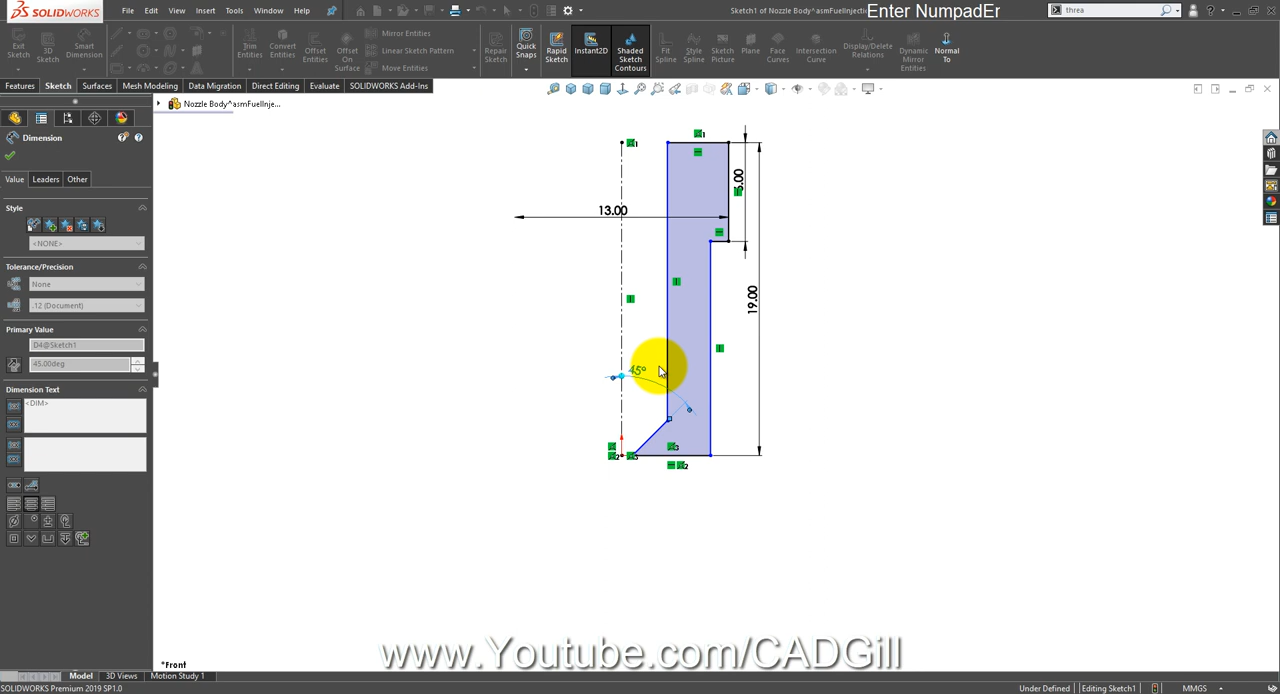 SOLIDWORKS
File Edit View Insert Tools Window Help
Sketch1 of Nozzle Body^asmFuelInjectio
Enter NumpadEr
threa
Exit Sketch
3D Sketch
Smart Dimension
Trim Entities
Convert Entities
Offset Entities
Offset On Surface
Mirror Entities
Linear Sketch Pattern
Move Entities
Display/Delete Relations
Repair Sketch
Quick Snaps
Rapid Sketch
Instant2D
Shaded Sketch Contours
Fit Spline
Style Spline
Sketch Picture
Plane
Face Curves
Intersection Curve
Dynamic Mirror Entities
Normal To
Features Sketch Surfaces Mesh Modeling Data Migration Direct Editing Evaluate SOLIDWORKS Add-Ins
Nozzle Body^asmFuelInje...
Dimension
Value Leaders Other
Style
<NONE>
Tolerance/Precision
None
.12 (Document)
Primary Value
D4@Sketch1
45.00deg
Dimension Text
<DIM>
13.00
19.00
45°
*Front
www.Youtube.com/CADGill
Model 3D Views Motion Study 1
SOLIDWORKS Premium 2019 SP1.0
Under Defined Editing Sketch1 MMGS